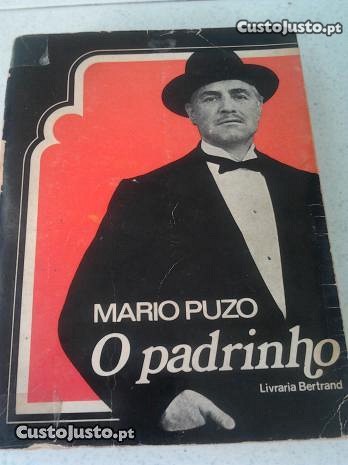 CustoJusto.pt
MARIO PUZO
O padrinho
Livraria Bertrand
CustoJusto.pt